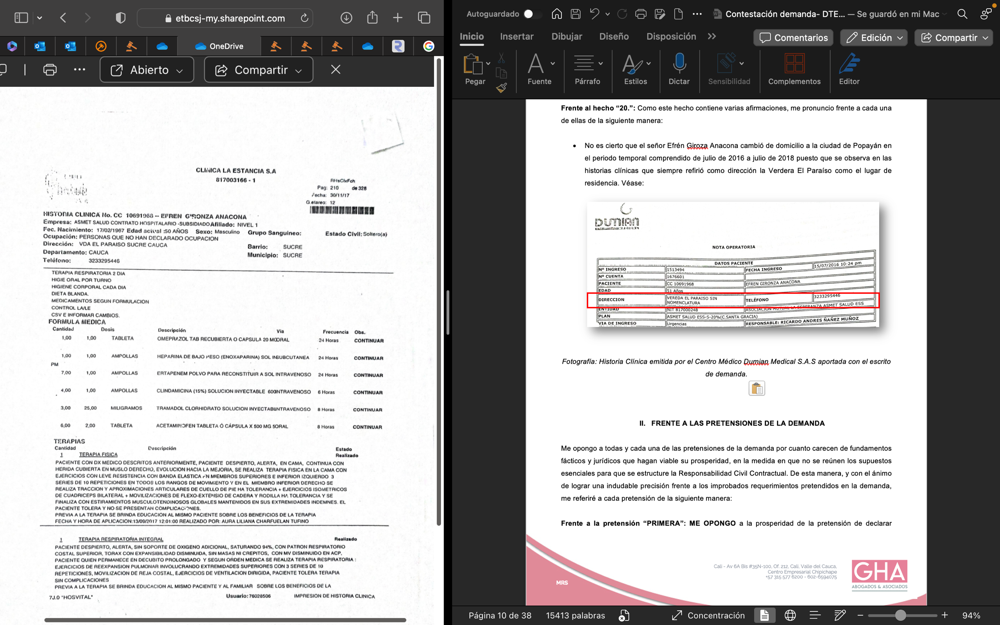 etbcsj-my.sharepoint.com
OneDrive
Abierto
Compartir
CLINICA LA ESTANCIA S.A
817003166 - 1
RHsClxFch
Pag: 210 de 328
Fecha: 30/11/17
G.etareo: 12
HISTORIA CLINICA No. CC 10691968 -- EFREN GIRONZA ANACONA
Empresa: ASMET SALUD CONTRATO HOSPITALARIO -SUBSIDIADO Afiliado: NIVEL 1
Fec. Nacimiento: 17/02/1967 Edad actual :50 AÑOS Sexo: Masculino Grupo Sanguineo: Estado Civil: Soltero(a)
Ocupación: PERSONAS QUE NO HAN DECLARADO OCUPACION
Dirección: VDA EL PARAISO SUCRE CAUCA Barrio: SUCRE
Departamento: CAUCA Municipio: SUCRE
Teléfono: 3233295446
TERAPIA RESPIRATORIA 2 DIA
HIGIE ORAL POR TURNO
HIGIENE CORPORAL CADA DIA
DIETA BLANDA.
MEDICAMENTOS SEGUN FORMULACION
CONTROL LA/LE
CSV E INFORMAR CAMBIOS.
FORMULA MEDICA
Cantidad Dosis Descripción Via Frecuencia Obs.
1,00 1,00 TABLETA OMEPRAZOL TAB RECUBIERTA O CAPSULA 20 MGORAL 24 Horas CONTINUAR
1,00 1,00 AMPOLLAS HEPARINA DE BAJO PESO (ENOXAPARINA) SOL INSUBCUTANEA 24 Horas CONTINUAR
PM
7,00 1,00 AMPOLLAS ERTAPENEM POLVO PARA RECONSTITUIR A SOL INTRAVENOSO 24 Horas CONTINUAR
4,00 1,00 AMPOLLAS CLINDAMICINA (15%) SOLUCION INYECTABLE 600INTRAVENOSO 6 Horas CONTINUAR
3,00 25,00 MILIGRAMOS TRAMADOL CLORHIDRATO SOLUCION INYECTABLINTRAVENOSO 8 Horas CONTINUAR
6,00 2,00 TABLETA ACETAMINOFEN TABLETA Ó CÁPSULA X 500 MG 5ORAL 8 Horas CONTINUAR
TERAPIAS
Cantidad Descripción Estado
1 TERAPIA FISICA Realizado
PACIENTE CON DX MEDICO DESCRITOS ANTERIORMENTE, PACIENTE DESPIERTO, ALERTA, EN CAMA, CONTINUA CON
HERIDA CUBIERTA EN MUSLO DERECHO, EVOLUCION HACIA LA MEJORIA, SE REALIZA TERAPIA FISICA EN LA CAMA CON
EJERCICIOS CON LEVE RESISTENCIA CON BANDA ELASTICA EN MIEMBROS SUPERIORES E INFERIOR IZQUIERDO 3
SERIES DE 10 REPETICIONES EN TODOS LOS RANGOS DE MOVIMIENTO Y EN EL MIEMBRO INFERIOR DERECHO SE
REALIZA TRACCION Y APROXIMACIONES ARTICULARES DE CUELLO DE PIE HA TOLERANCIA + EJERCICIOS ISOMETRICOS
DE CUADRICEPS BILATERAL + MOVILIZACIONES DE FLEXO-EXTENSIO DE CADERA Y RODILLA HA TOLERANCIA Y SE
FINALIZA CON ESTIRAMIENTOS MUSCULOTENDINOSOS GLOBALES MANTENIDOS EN SUS EXTREMIDADES INDEMNES. EL
PACIENTE TOLERA Y NO SE PRESENTAN COMPLICACIONES.
PREVIA A LA TERAPIA SE BRINDA EDUCACION AL MISMO PACIENTE SOBRE LOS BENEFICIOS DE LA TERAPIA
FECHA Y HORA DE APLICACION:13/09/2017 12:01:00 REALIZADO POR: AURA LILIANA CHARFUELAN TUFINO
1 TERAPIA RESPIRATORIA INTEGRAL Realizado
PACIENTE DESPIERTO, ALERTA, SIN SOPORTE DE OXIGENO ADICIONAL, SATURANDO 94%, CON PATRON RESPIRATORIO
COSTAL SUPERIOR, TORAX CON EXPANSIBILIDAD DISMINUIDA, SIN MASAS NI CREPITOS, CON MV DISMINUIDO EN ACP,
PACIENTE QUIEN PERMANECE EN DECUBITO PROLONGADO Y SEGUN ORDEN MEDICA SE REALIZA TERAPIA RESPIRATORIA :
EJERCICIOS DE REEXPANSION PULMONAR INVOLUCRANDO EXTREMIDADES SUPERIORES CON 3 SERIES DE 10
REPETICIONES, MOVILIZACION DE REJA COSTAL, EJERCICIOS DE VENTILACION DIRIGIDA, PACIENTE TOLERA TERAPIA
SIN COMPLICACIONES
PREVIA A LA TERAPIA SE BRINDA EDUCACION AL MISMO PACIENTE Y AL FAMILIAR SOBRE LOS BENEFICIOS DE LA
7J.0 "HOSVITAL" Usuario: 76028506 IMPRESION DE HISTORIA CLINICA
Autoguardado
Contestación demanda- DTE... — Se guardó en mi Mac
Inicio Insertar Dibujar Diseño Disposición
Comentarios Edición Compartir
Pegar Fuente Párrafo Estilos Dictar Sensibilidad Complementos Editor
Frente al hecho “20.”: Como este hecho contiene varias afirmaciones, me pronuncio frente a cada una
de ellas de la siguiente manera:
• No es cierto que el señor Efrén Giroza Anacona cambió de domicilio a la ciudad de Popayán en
el periodo temporal comprendido de julio de 2016 a julio de 2018 puesto que se observa en las
historias clínicas que siempre refirió como dirección la Verdera El Paraíso como el lugar de
residencia. Véase:
DUMIAN
NOTA OPERATORIA
DATOS PACIENTE
Nº INGRESO 1513494 FECHA INGRESO 15/07/2016 10:24 pm
Nº CUENTA 1676601
PACIENTE CC 10691968 EFREN GIRONZA ANACONA
EDAD 51 Años
DIRECCION VEREDA EL PARAISO SIN NOMENCLATURA TELÉFONO 3233295446
ENTIDAD NIT 817000248 ASOCIACION MUTUAL LA ESPERANZA ASMET SALUD ESS
PLAN ASMET SALUD ESS-S-20%(C.SANTA GRACIA)
VIA DE INGRESO Urgencias RESPONSABLE: RICARDO ANDRES ÑAÑEZ MUÑOZ
Fotografía: Historia Clínica emitida por el Centro Médico Dumian Medical S.A.S aportada con el escrito
de demanda.
II. FRENTE A LAS PRETENSIONES DE LA DEMANDA
Me opongo a todas y cada una de las pretensiones de la demanda por cuanto carecen de fundamentos
fácticos y jurídicos que hagan viable su prosperidad, en la medida en que no se reúnen los supuestos
esenciales para que se estructure la Responsabilidad Civil Contractual. De esta manera, y con el ánimo
de lograr una indudable precisión frente a los improbados requerimientos pretendidos en la demanda,
me referiré a cada pretensión de la siguiente manera:
Frente a la pretensión “PRIMERA”: ME OPONGO a la prosperidad de la pretensión de declarar
Cali - Av 6A Bis #35N-100, Of. 212, Cali, Valle del Cauca,
Centro Empresarial Chipichape
+57 315 577 6200 - 602-6594075
MRS
GHA
ABOGADOS & ASOCIADOS
Página 10 de 38 15413 palabras Concentración 94%